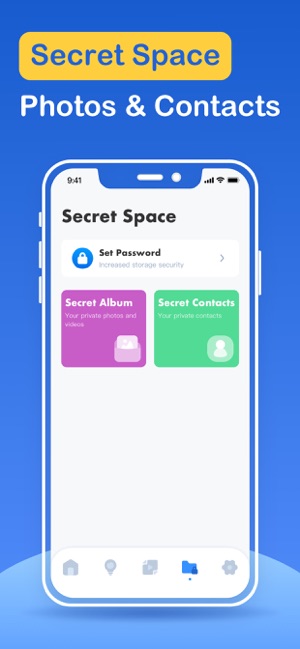 Secret Space
Photos & Contacts
9:41
Secret Space
Set Password
Increased storage security
Secret Album
Your private photos and
videos
Secret Contacts
Your private contacts